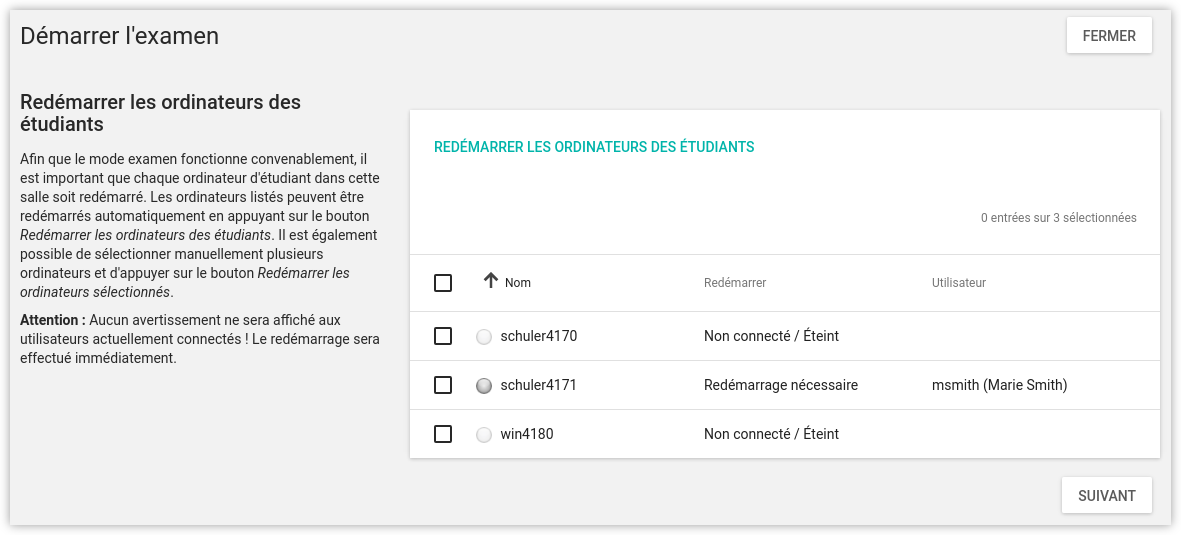 Démarrer l'examen
FERMER
Redémarrer les ordinateurs des
étudiants
Afin que le mode examen fonctionne convenablement, il
est important que chaque ordinateur d'étudiant dans cette
salle soit redémarré. Les ordinateurs listés peuvent être
redémarrés automatiquement en appuyant sur le bouton
Redémarrer les ordinateurs des étudiants. Il est également
possible de sélectionner manuellement plusieurs
ordinateurs et d'appuyer sur le bouton Redémarrer les
ordinateurs sélectionnés.
Attention : Aucun avertissement ne sera affiché aux
utilisateurs actuellement connectés ! Le redémarrage sera
effectué immédiatement.
REDÉMARRER LES ORDINATEURS DES ÉTUDIANTS
0 entrées sur 3 sélectionnées
Nom Redémarrer Utilisateur
schuler4170 Non connecté / Éteint
schuler4171 Redémarrage nécessaire msmith (Marie Smith)
win4180 Non connecté / Éteint
SUIVANT